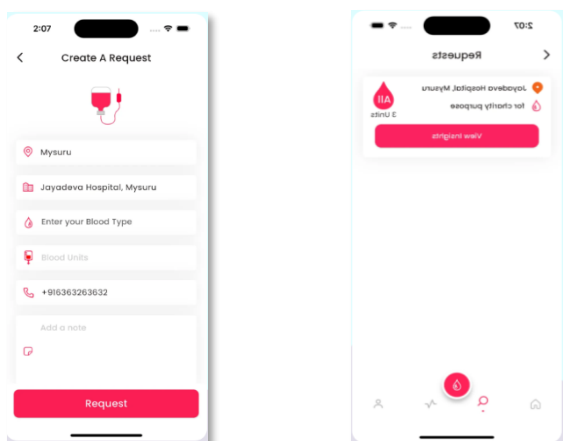 2:07
Create A Request
Mysuru
Jayadeva Hospital, Mysuru
Enter your Blood Type
Blood Units
+916363263632
Add a note
Request
2:07
Requests
Jayadeva Hospital, Mysuru
for charity purpose
All
3 Units
View Insights